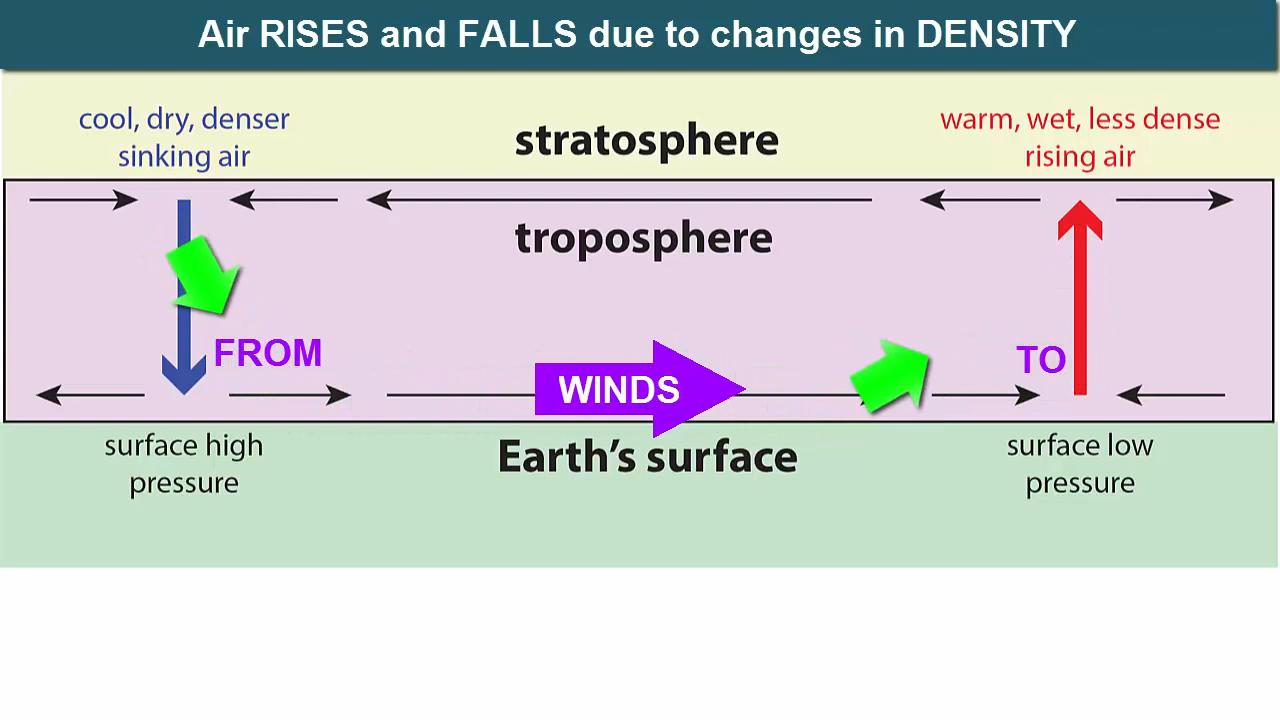 Air RISES and FALLS due to changes in DENSITY
cool, dry, denser
sinking air
stratosphere
warm, wet, less dense
rising air
troposphere
FROM
WINDS
TO
surface high
pressure
Earth's surface
surface low
pressure